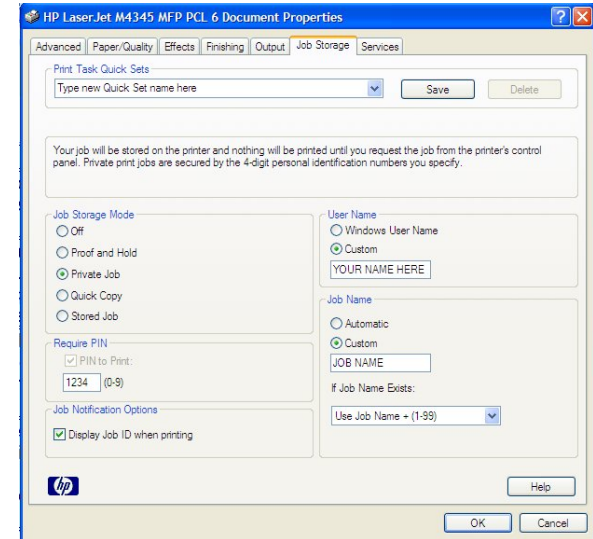 HP LaserJet M4345 MFP PCL 6 Document Properties
Advanced Paper/Quality Effects Finishing Output Job Storage Services
Print Task Quick Sets
Type new Quick Set name here Save Delete
Your job will be stored on the printer and nothing will be printed until you request the job from the printer's control
panel. Private print jobs are secured by the 4-digit personal identification numbers you specify.
Job Storage Mode
Off
Proof and Hold
Private Job
Quick Copy
Stored Job
Require PIN
PIN to Print:
1234 (0-9)
Job Notification Options
Display Job ID when printing
User Name
Windows User Name
Custom
YOUR NAME HERE
Job Name
Automatic
Custom
JOB NAME
If Job Name Exists:
Use Job Name + (1-99)
hp
Help
OK Cancel